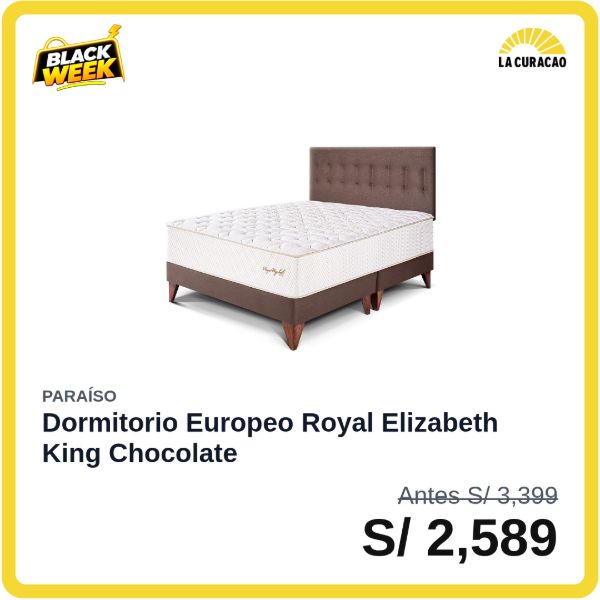 BLACK
WEEK
LA CURACAO
PARAÍSO
Dormitorio Europeo Royal Elizabeth
King Chocolate
Antes S/ 3,399
S/ 2,589